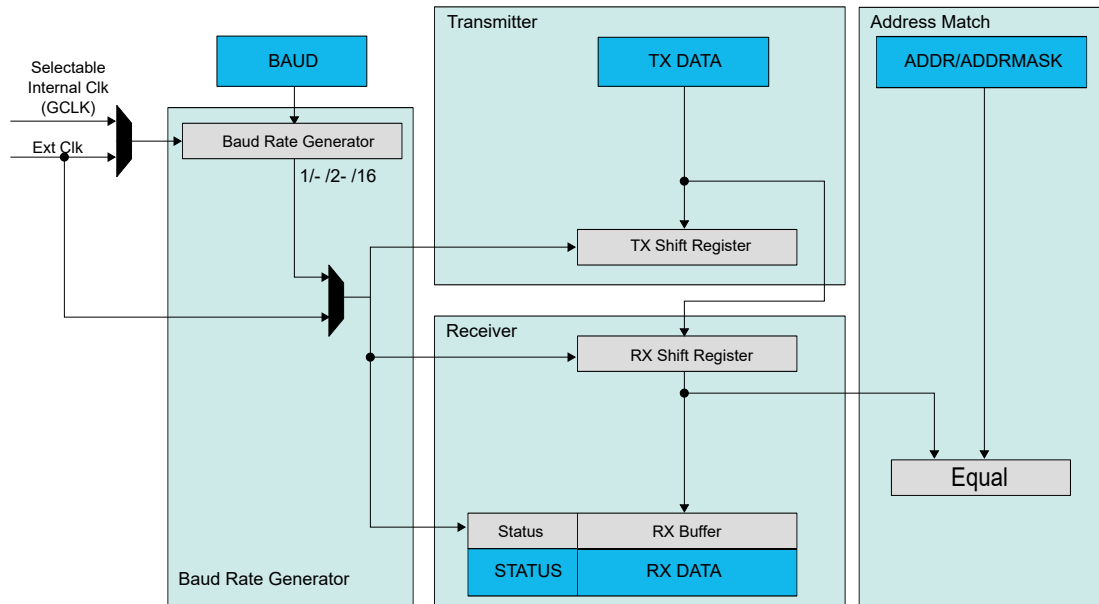 Transmitter
Address Match
BAUD
TX DATA
ADDR/ADDRMASK
Selectable
Internal Clk
(GCLK)
Ext Clk
Baud Rate Generator
1/- /2- /16
TX Shift Register
Receiver
RX Shift Register
Equal
Status
RX Buffer
STATUS
RX DATA
Baud Rate Generator